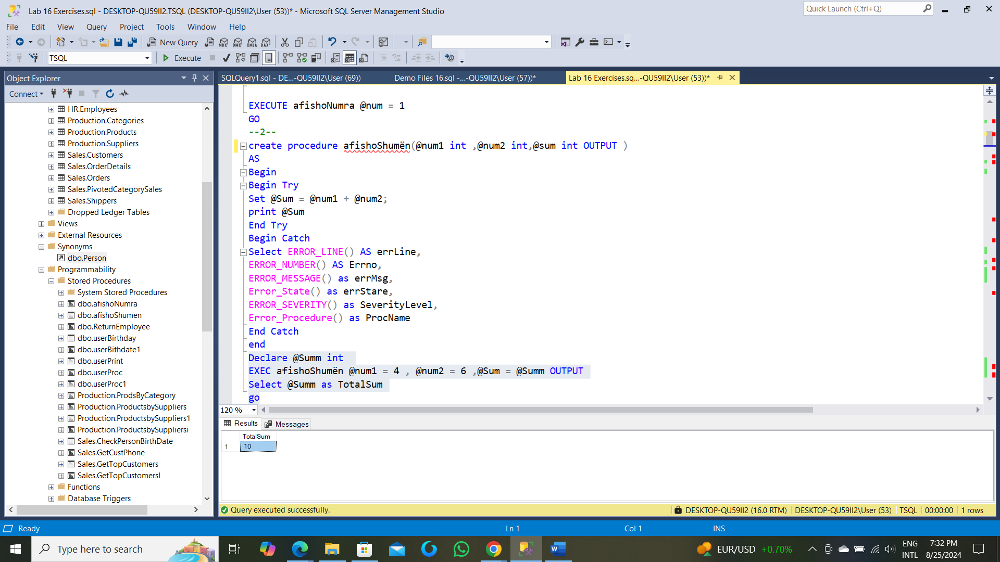 Lab 16 Exercises.sql - DESKTOP-QU59II2.TSQL (DESKTOP-QU59II2\User (53))* - Microsoft SQL Server Management Studio
Quick Launch (Ctrl+Q)
File Edit View Query Project Tools Window Help
New Query
MDX DMX XMLA DAX
TSQL
Execute
Object Explorer
SQLQuery1.sql - DE...-QU59II2\User (69))
Demo Files 16.sql -...-QU59II2\User (57))*
Lab 16 Exercises.sq...-QU59II2\User (53))*
Connect
HR.Employees
Production.Categories
Production.Products
Production.Suppliers
Sales.Customers
Sales.OrderDetails
Sales.Orders
Sales.PivotedCategorySales
Sales.Shippers
Dropped Ledger Tables
Views
External Resources
Synonyms
dbo.Person
Programmability
Stored Procedures
System Stored Procedures
dbo.afishoNumra
dbo.afishoShumën
dbo.ReturnEmployee
dbo.userBirthday
dbo.userBithdate1
dbo.userPrint
dbo.userProc
dbo.userProc1
Production.ProdsByCategory
Production.ProductsbySuppliers
Production.ProductsbySuppliers1
Production.ProductsbySuppliersi
Sales.CheckPersonBirthDate
Sales.GetCustPhone
Sales.GetTopCustomers
Sales.GetTopCustomersI
Functions
Database Triggers
EXECUTE afishoNumra @num = 1
GO
--2--
create procedure afishoShumën(@num1 int ,@num2 int,@sum int OUTPUT )
AS
Begin
Begin Try
Set @Sum = @num1 + @num2;
print @Sum
End Try
Begin Catch
Select ERROR_LINE() AS errLine,
ERROR_NUMBER() AS Errno,
ERROR_MESSAGE() as errMsg,
Error_State() as errStare,
ERROR_SEVERITY() as SeverityLevel,
Error_Procedure() as ProcName
End Catch
end
Declare @Summ int
EXEC afishoShumën @num1 = 4 , @num2 = 6 ,@Sum = @Summ OUTPUT
Select @Summ as TotalSum
go
120 %
Results Messages
TotalSum
1 10
Query executed successfully.
DESKTOP-QU59II2 (16.0 RTM) DESKTOP-QU59II2\User (53) TSQL 00:00:00 1 rows
Ready
Ln 1
Col 1
INS
Type here to search
EUR/USD +0.70%
ENG
INTL
7:32 PM
8/25/2024